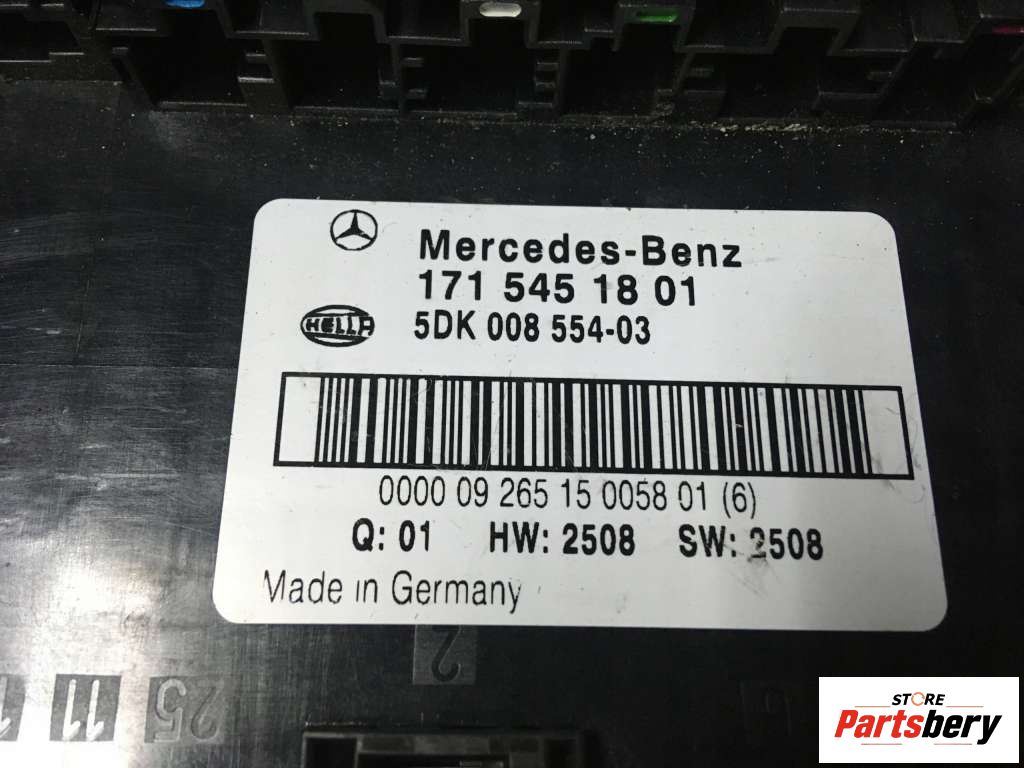 Mercedes-Benz
171 545 18 01
HELLA
5DK 008 554-03
0000 09 265 15 0058 01 (6)
Q: 01 HW: 2508 SW: 2508
Made in Germany
2
11 25
STORE
Partsbery